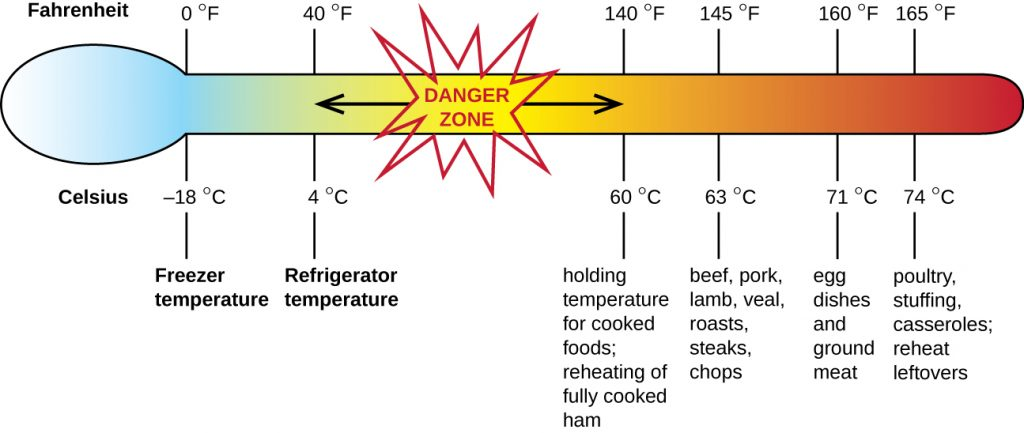 Fahrenheit 0 °F 40 °F 140 °F 145 °F 160 °F 165 °F
DANGER
ZONE
Celsius –18 °C 4 °C 60 °C 63 °C 71 °C 74 °C
Freezer
temperature
Refrigerator
temperature
holding
temperature
for cooked
foods;
reheating of
fully cooked
ham
beef, pork,
lamb, veal,
roasts,
steaks,
chops
egg
dishes
and
ground
meat
poultry,
stuffing,
casseroles;
reheat
leftovers